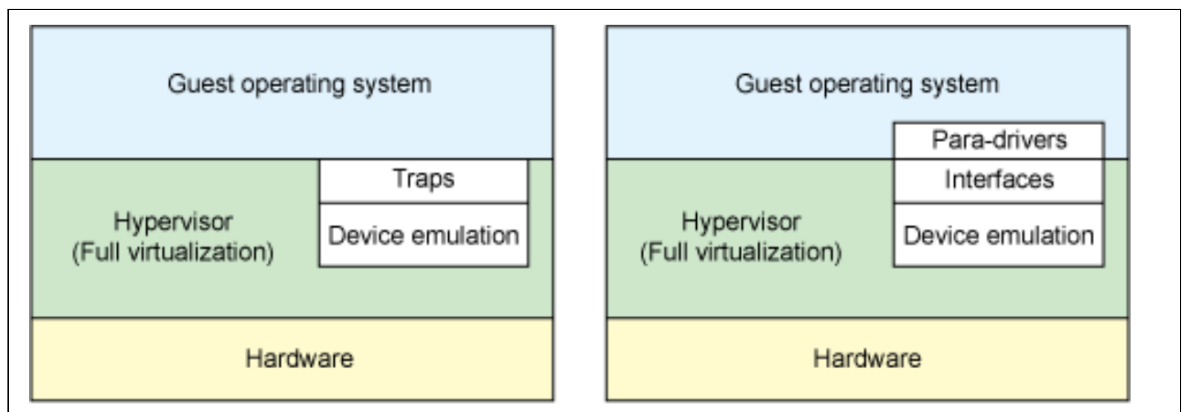 Guest operating system
Traps
Hypervisor
(Full virtualization)
Device emulation
Hardware
Guest operating system
Para-drivers
Interfaces
Hypervisor
(Full virtualization)
Device emulation
Hardware